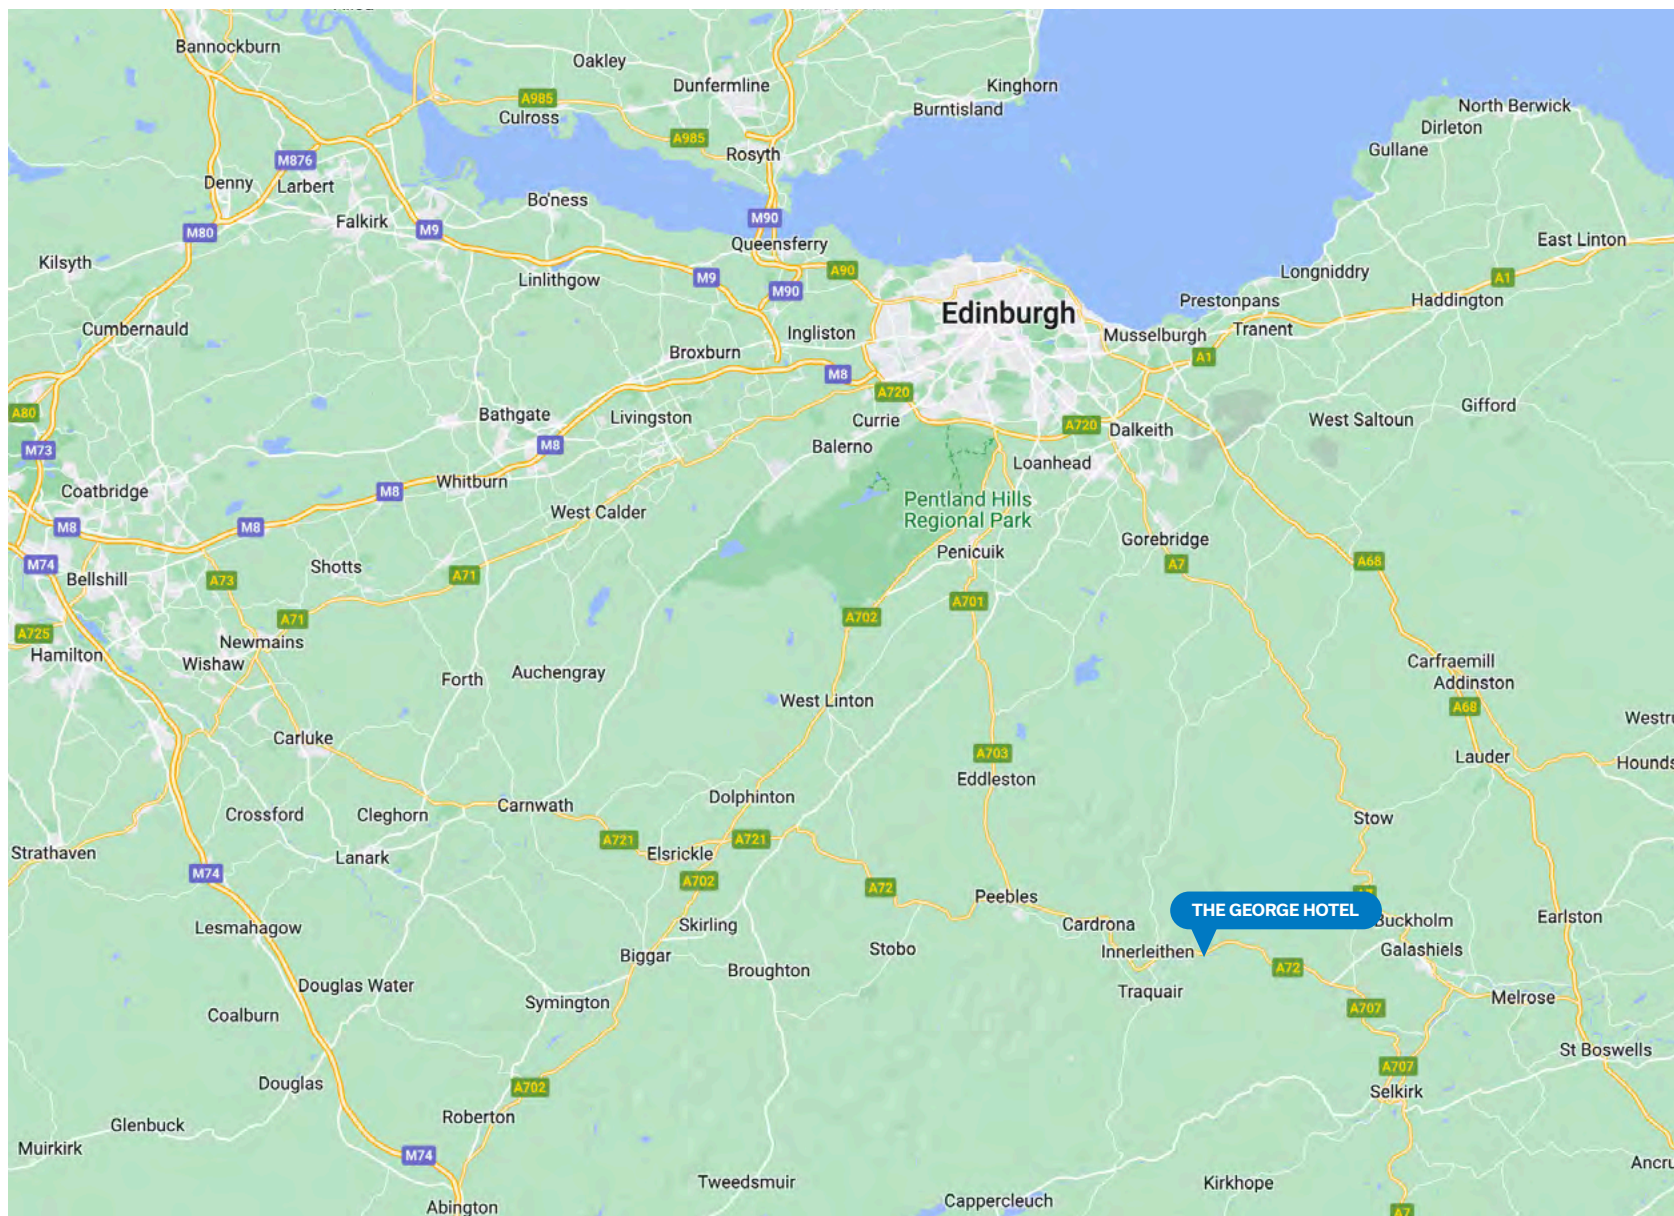 Bannockburn
Oakley
Dunfermline
Kinghorn
A985
Culross
Burntisland
North Berwick
Dirleton
A985
Rosyth
Gullane
M876
Denny
Larbert
Bo'ness
M90
Falkirk
M80
M9
Queensferry
East Linton
Kilsyth
Linlithgow
M9
A90
M90
Longniddry
A1
Prestonpans
Haddington
Edinburgh
Cumbernauld
Ingliston
Musselburgh
Tranent
Broxburn
A1
M8
A720
A80
Bathgate
Livingston
Currie
A720
Dalkeith
West Saltoun
Gifford
M73
M8
Balerno
Loanhead
Coatbridge
M8
Whitburn
Pentland Hills
Regional Park
M8
M8
West Calder
Gorebridge
Penicuik
M74
Bellshill
A73
Shotts
A71
A7
A68
A71
A702
A701
A725
Hamilton
Newmains
Wishaw
Forth
Auchengray
Carfraemill
Addinston
West Linton
A68
Westru
Carluke
A703
Eddleston
Lauder
Hounds
Crossford
Cleghorn
Carnwath
Dolphinton
Stow
A721
A721
Strathaven
Lanark
Elsrickle
M74
A702
A72
Peebles
A7
THE GEORGE HOTEL
Buckholm
Earlston
Lesmahagow
Skirling
Cardrona
Biggar
Stobo
Innerleithen
Galashiels
Broughton
A72
Douglas Water
Symington
Traquair
A707
Melrose
Coalburn
St Boswells
A707
Douglas
A702
Selkirk
Glenbuck
Roberton
Muirkirk
M74
Ancru
Tweedsmuir
Kirkhope
Abington
Cappercleuch
A7